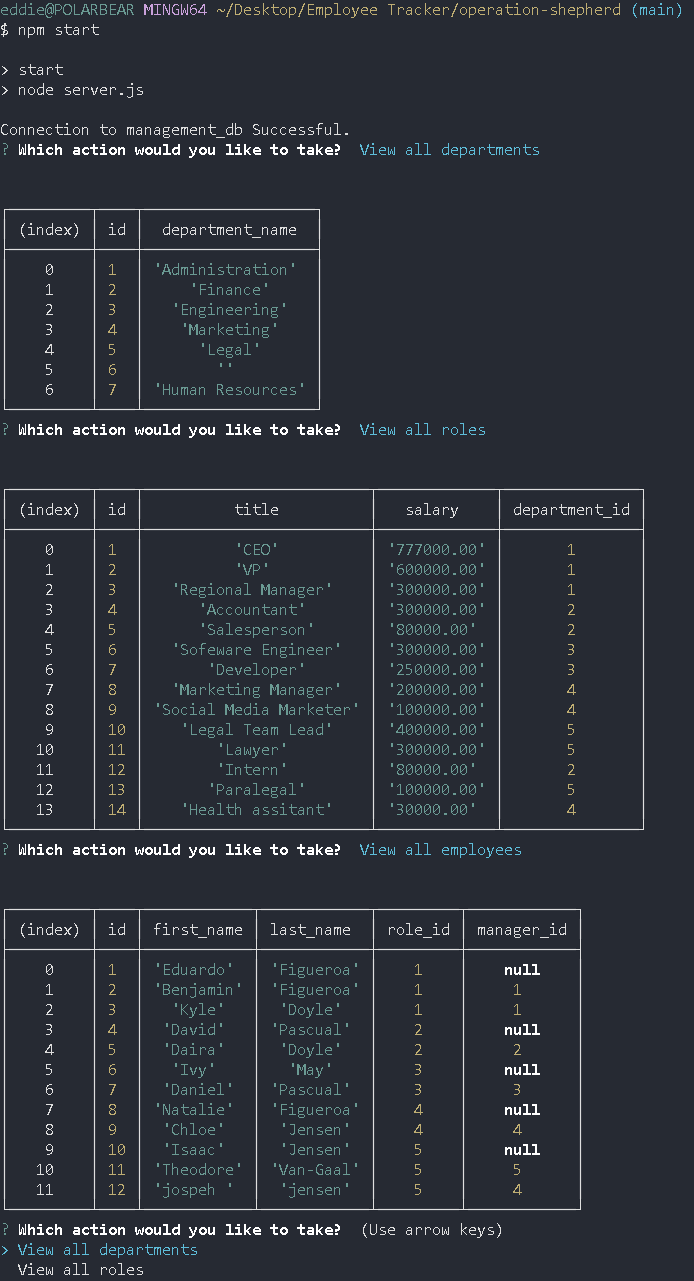 eddie@POLARBEAR MINGW64 ~/Desktop/Employee Tracker/operation-shepherd (main)
$ npm start
> start
> node server.js
Connection to management_db Successful.
? Which action would you like to take? View all departments
(index) id department_name
0 1 'Administration'
1 2 'Finance'
2 3 'Engineering'
3 4 'Marketing'
4 5 'Legal'
5 6 ''
6 7 'Human Resources'
? Which action would you like to take? View all roles
(index) id title salary department_id
0 1 'CEO' '777000.00' 1
1 2 'VP' '600000.00' 1
2 3 'Regional Manager' '300000.00' 1
3 4 'Accountant' '300000.00' 2
4 5 'Salesperson' '80000.00' 2
5 6 'Sofeware Engineer' '300000.00' 3
6 7 'Developer' '250000.00' 3
7 8 'Marketing Manager' '200000.00' 4
8 9 'Social Media Marketer' '100000.00' 4
9 10 'Legal Team Lead' '400000.00' 5
10 11 'Lawyer' '300000.00' 5
11 12 'Intern' '80000.00' 2
12 13 'Paralegal' '100000.00' 5
13 14 'Health assitant' '30000.00' 4
? Which action would you like to take? View all employees
(index) id first_name last_name role_id manager_id
0 1 'Eduardo' 'Figueroa' 1 null
1 2 'Benjamin' 'Figueroa' 1 1
2 3 'Kyle' 'Doyle' 1 1
3 4 'David' 'Pascual' 2 null
4 5 'Daira' 'Doyle' 2 2
5 6 'Ivy' 'May' 3 null
6 7 'Daniel' 'Pascual' 3 3
7 8 'Natalie' 'Figueroa' 4 null
8 9 'Chloe' 'Jensen' 4 4
9 10 'Isaac' 'Jensen' 5 null
10 11 'Theodore' 'Van-Gaal' 5 5
11 12 'jospeh ' 'jensen' 5 4
? Which action would you like to take? (Use arrow keys)
> View all departments
View all roles